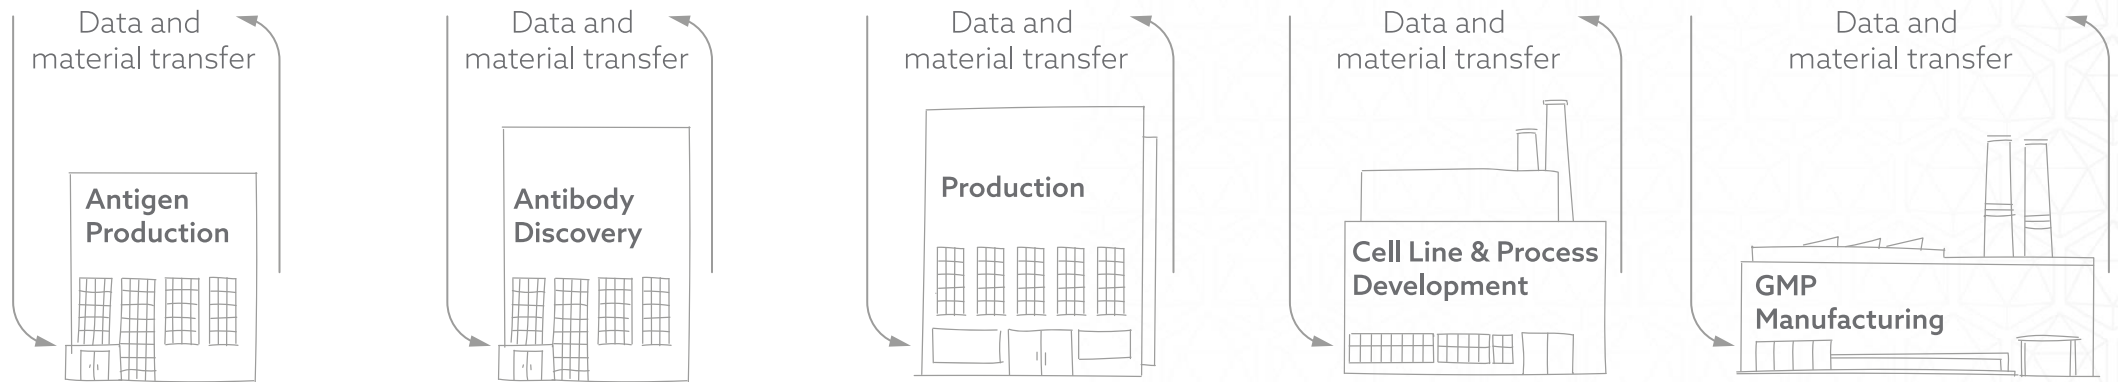 Data and
material transfer
Data and
material transfer
Data and
material transfer
Data and
material transfer
Data and
material transfer
Antigen
Production
Antibody
Discovery
Production
Cell Line & Process
Development
GMP
Manufacturing